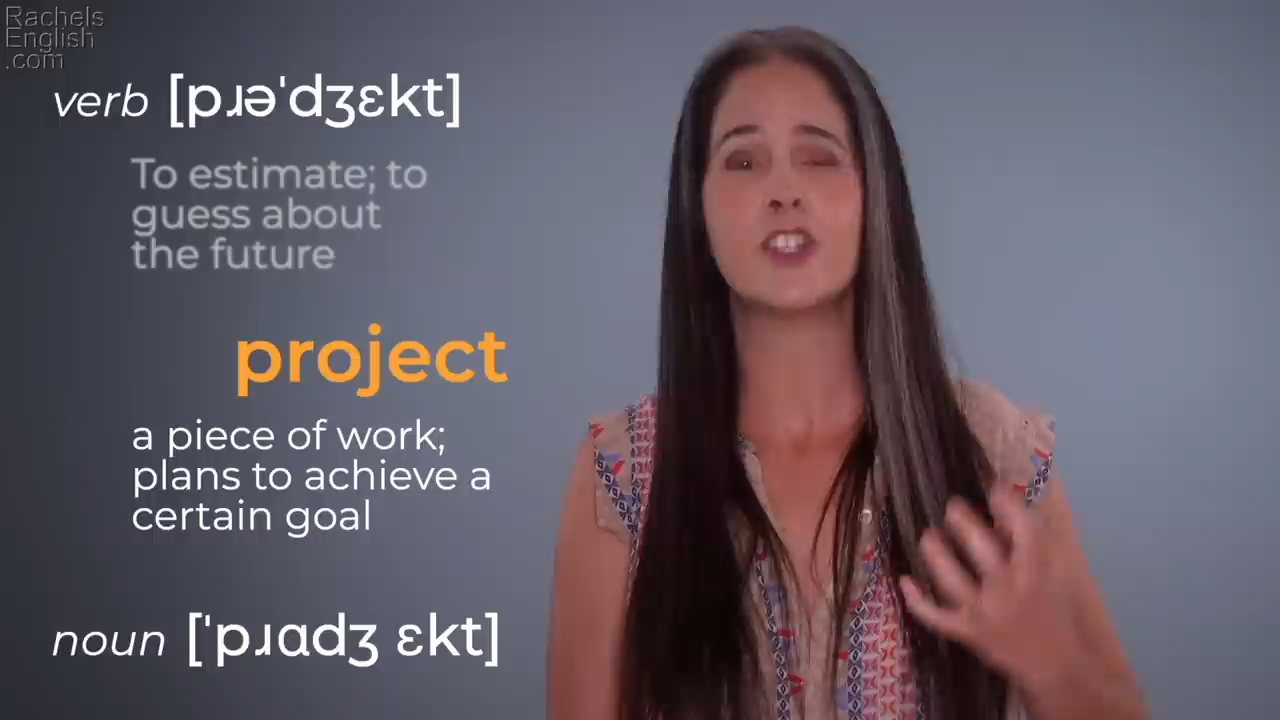 Rachels
English
.com
verb [pɹəˈdʒɛkt]
To estimate; to
guess about
the future
project
a piece of work;
plans to achieve a
certain goal
noun [ˈpɹɑdʒ ɛkt]